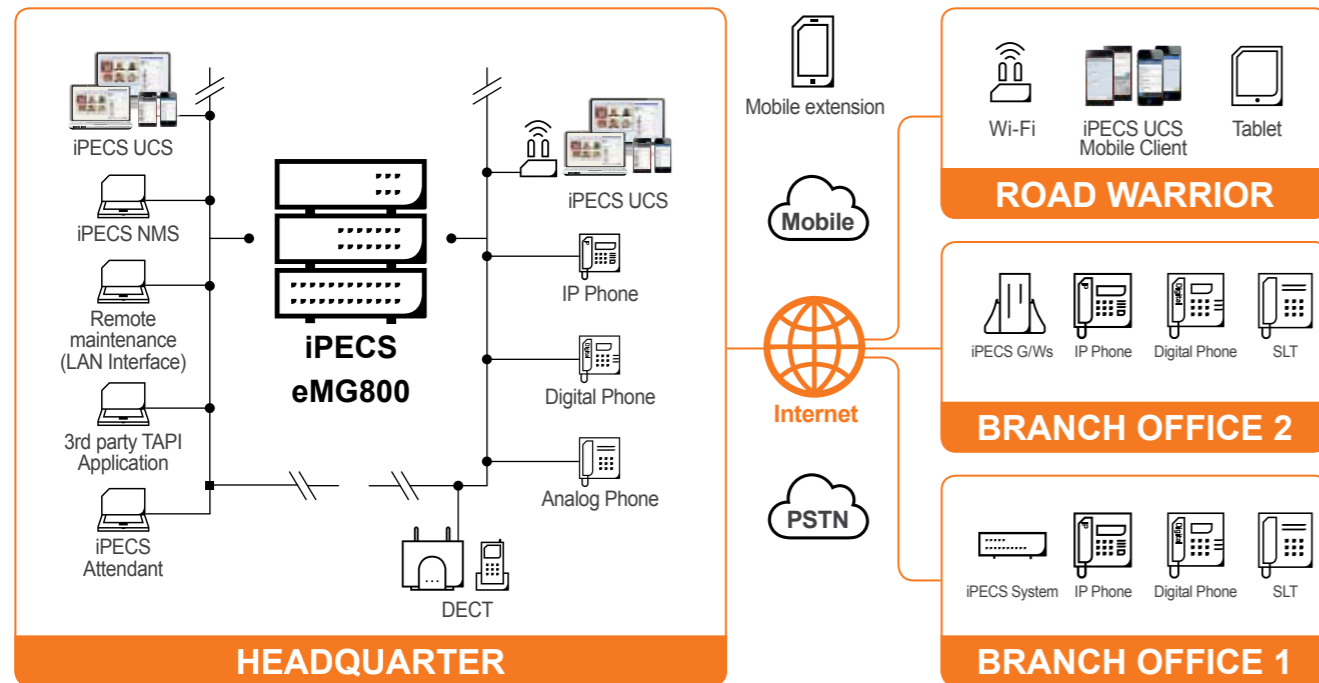 iPECS UCS
iPECS NMS
Remote
maintenance
(LAN Interface)
3rd party TAPI
Application
iPECS
Attendant
iPECS
eMG800
iPECS UCS
IP Phone
Digital Phone
Analog Phone
DECT
HEADQUARTER
Mobile extension
Mobile
Internet
PSTN
Wi-Fi
iPECS UCS
Mobile Client
Tablet
ROAD WARRIOR
iPECS G/Ws
IP Phone
Digital
Digital Phone
SLT
BRANCH OFFICE 2
iPECS System
IP Phone
Digital
Digital Phone
SLT
BRANCH OFFICE 1